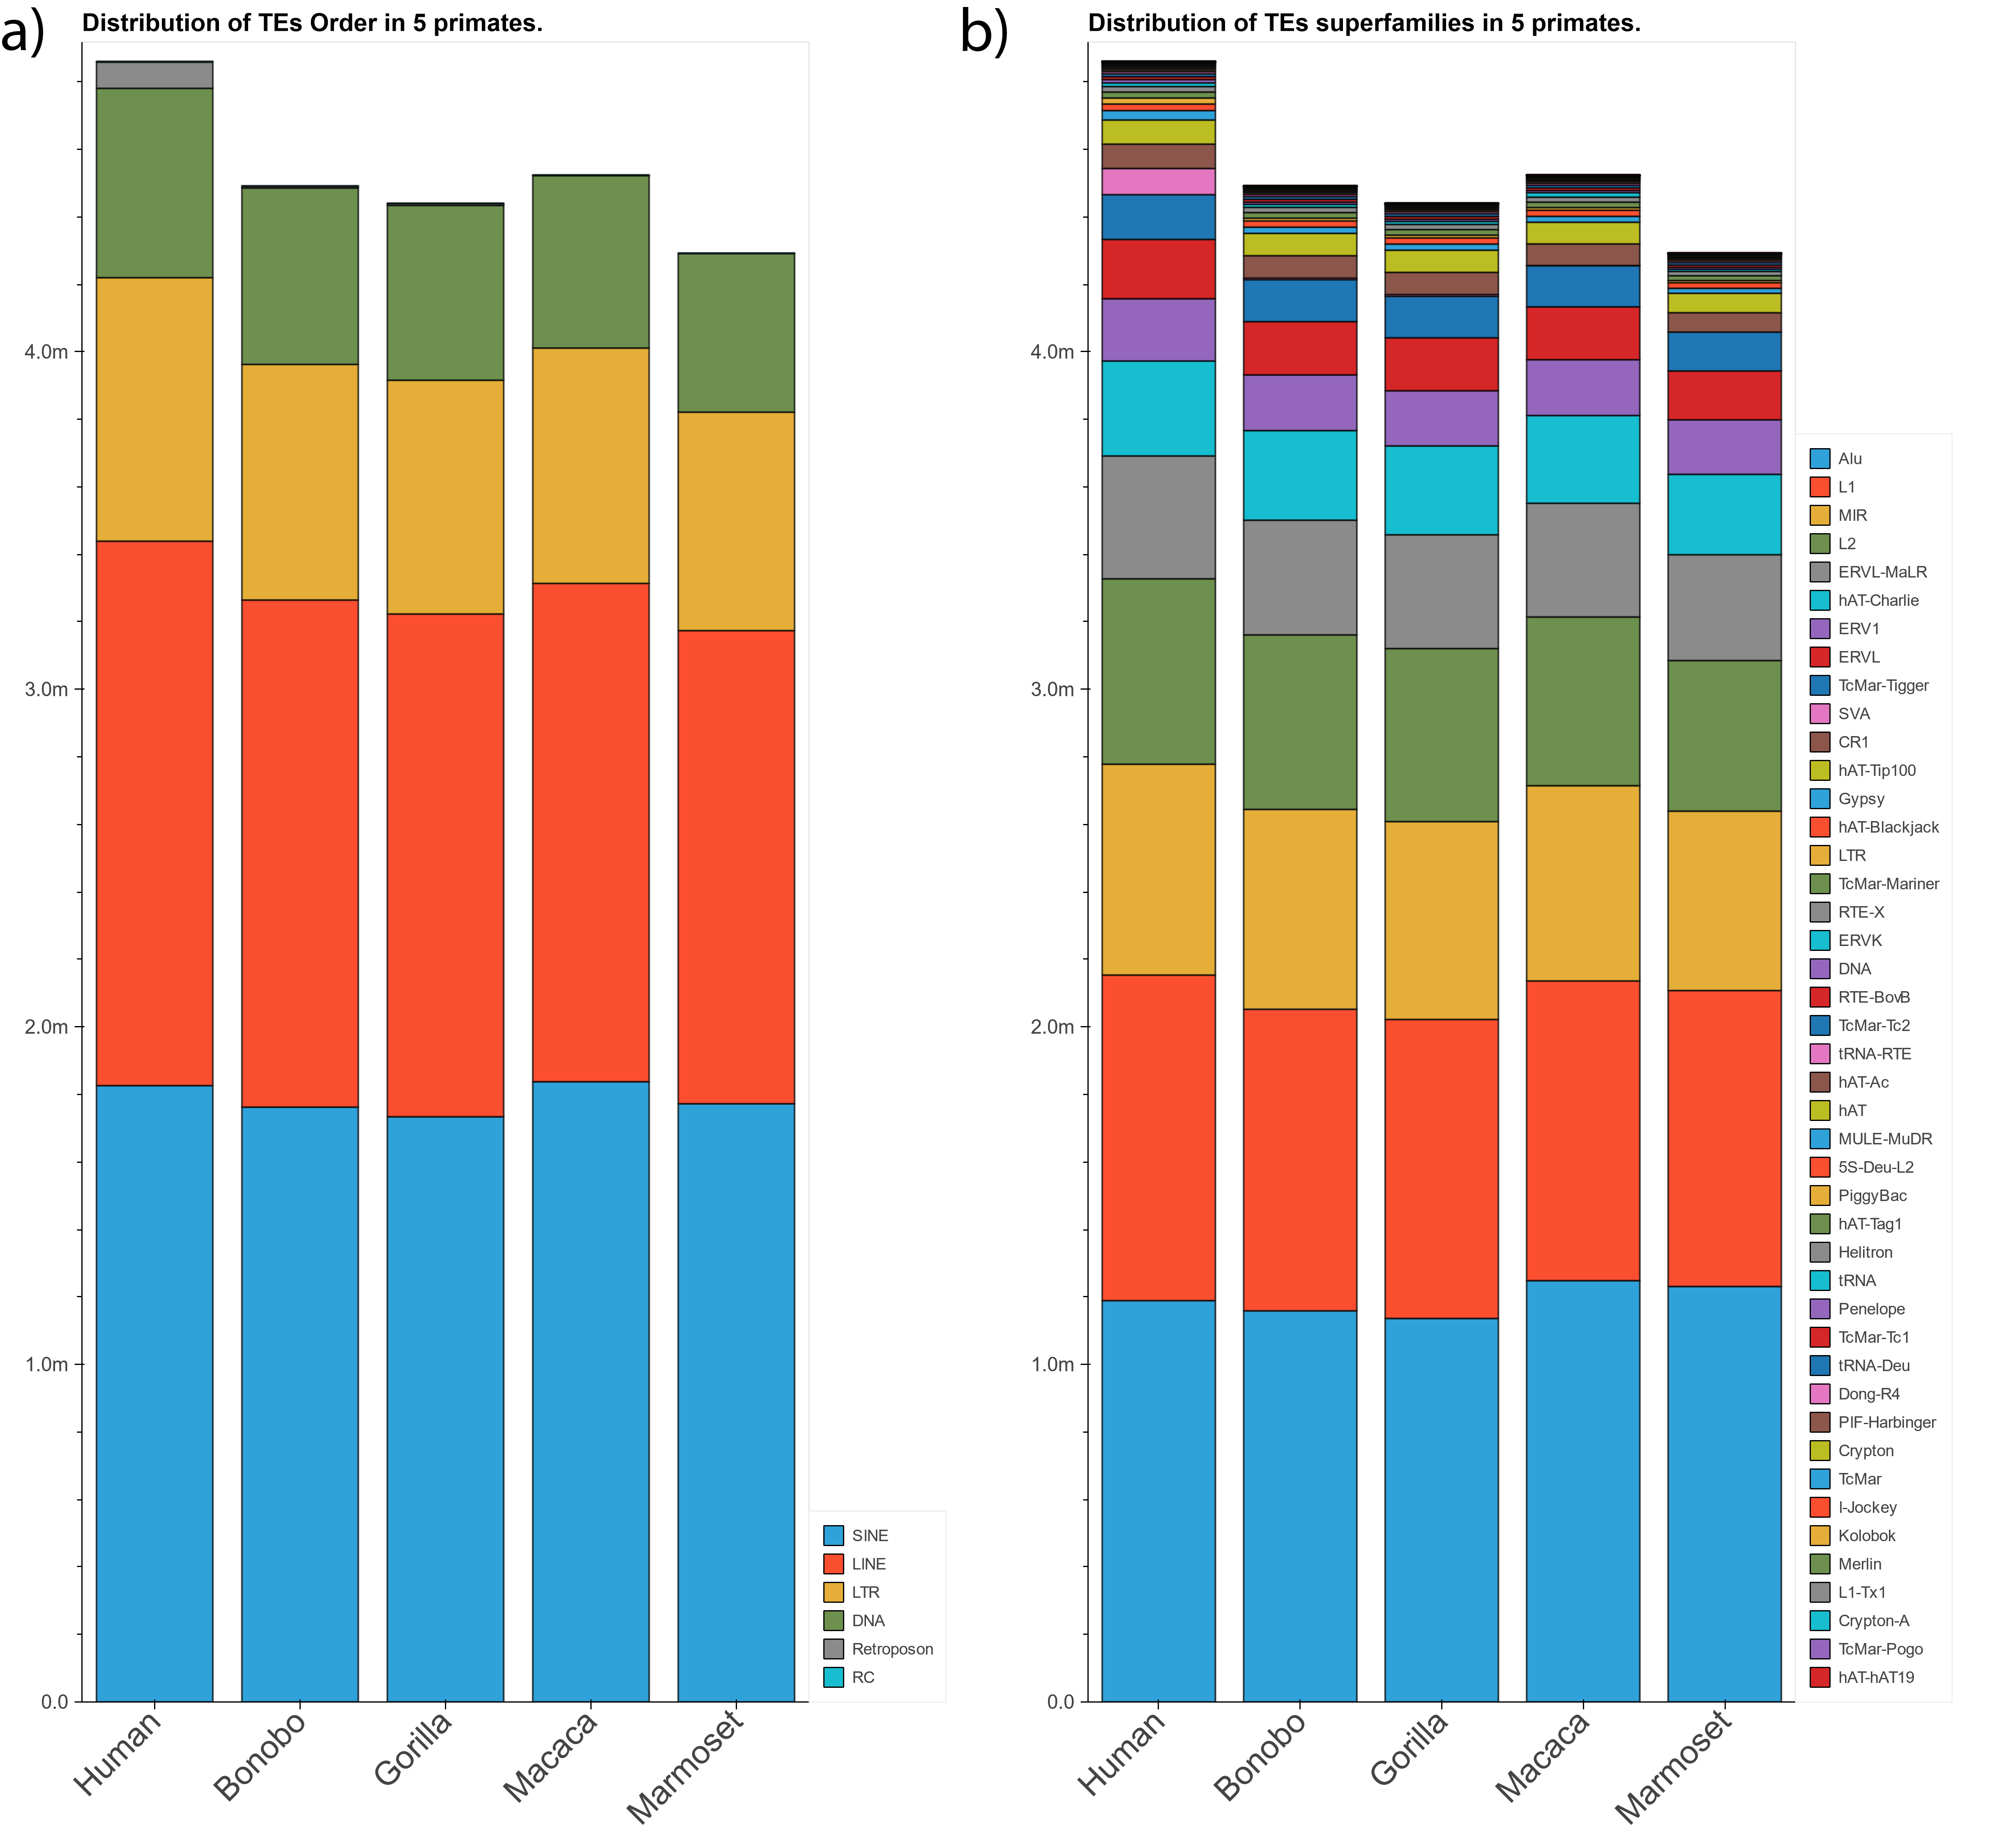 a)
Distribution of TEs Order in 5 primates.
4.0m
3.0m
2.0m
1.0m
0.0
Human
Bonobo
Gorilla
Macaca
Marmoset
SINE
LINE
LTR
DNA
Retroposon
RC
b)
Distribution of TEs superfamilies in 5 primates.
4.0m
3.0m
2.0m
1.0m
0.0
Human
Bonobo
Gorilla
Macaca
Marmoset
Alu
L1
MIR
L2
ERVL-MaLR
hAT-Charlie
ERV1
ERVL
TcMar-Tigger
SVA
CR1
hAT-Tip100
Gypsy
hAT-Blackjack
LTR
TcMar-Mariner
RTE-X
ERVK
DNA
RTE-BovB
TcMar-Tc2
tRNA-RTE
hAT-Ac
hAT
MULE-MuDR
5S-Deu-L2
PiggyBac
hAT-Tag1
Helitron
tRNA
Penelope
TcMar-Tc1
tRNA-Deu
Dong-R4
PIF-Harbinger
Crypton
TcMar
I-Jockey
Kolobok
Merlin
L1-Tx1
Crypton-A
TcMar-Pogo
hAT-hAT19